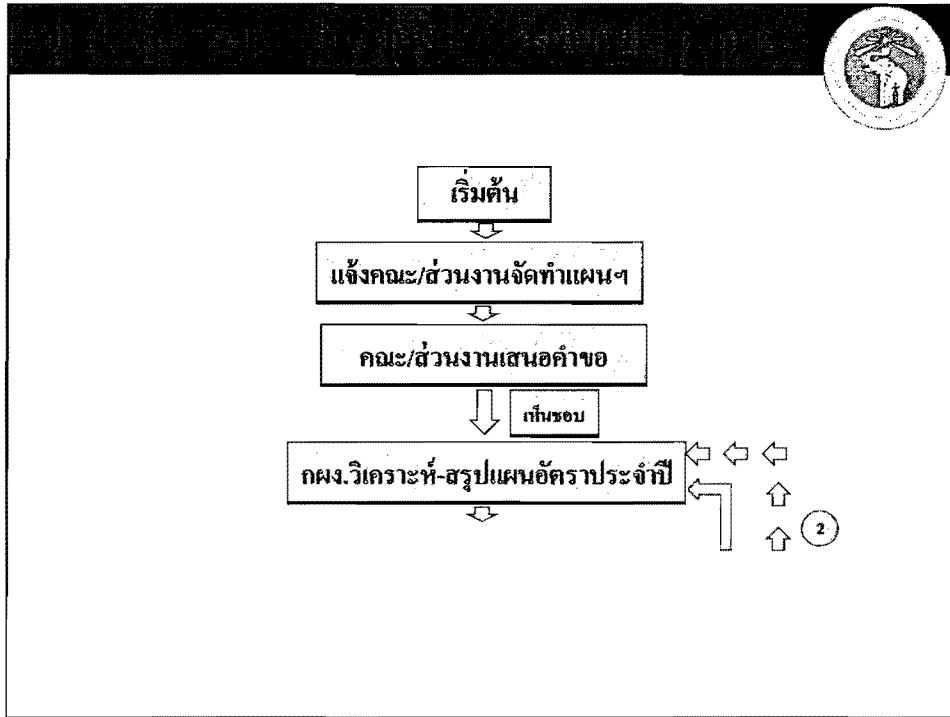 เริ่มต้น
แจ้งคณะ/ส่วนงานจัดทำแผนฯ
คณะ/ส่วนงานเสนอคำขอ
เห็นชอบ
กผง.วิเคราะห์-สรุปแผนอัตราประจำปี
2